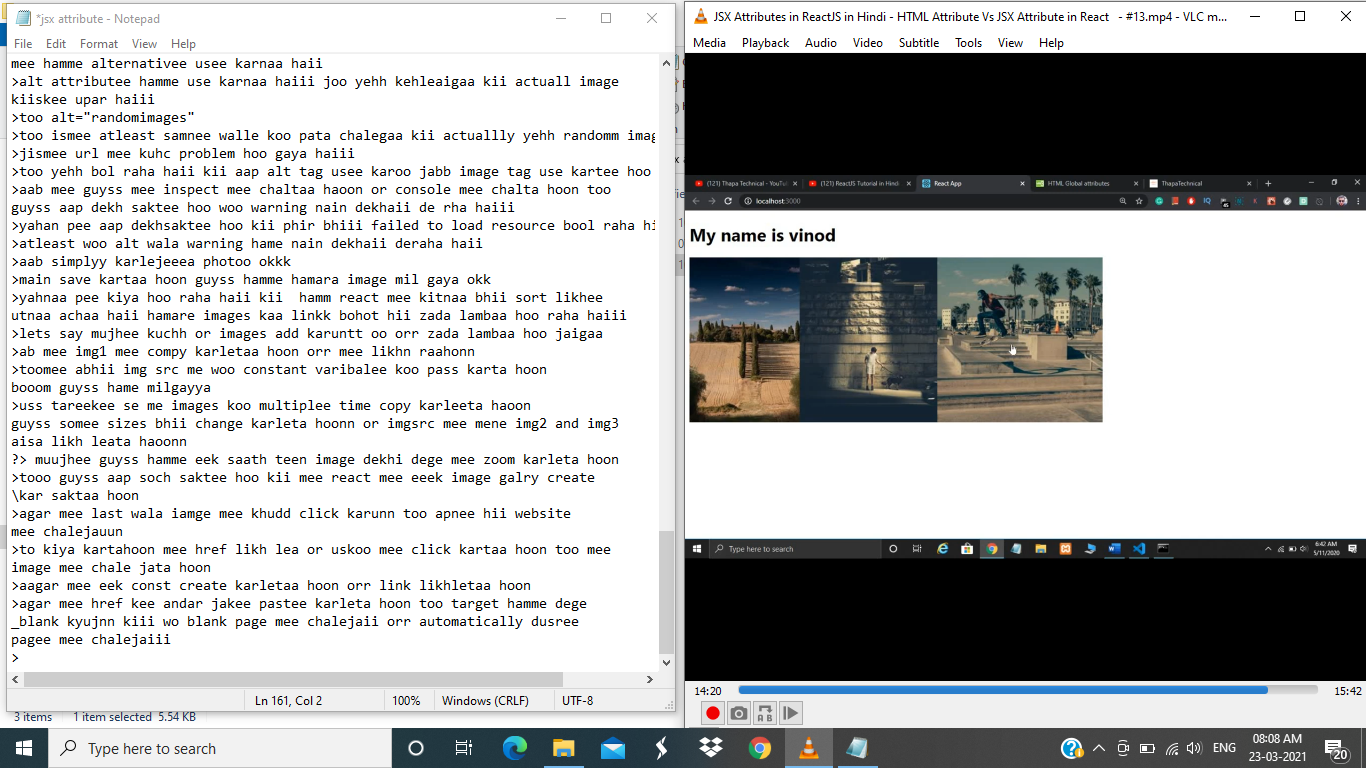 *jsx attribute - Notepad
File Edit Format View Help
mee hamme alternativee usee karnaa haii
>alt attributee hamme use karnaa haiii joo yehh kehleaigaa kii actuall image
kiiskee upar haiii
>too alt="randomimages"
>too ismee atleast samnee walle koo pata chalegaa kii actuallly yehh randomm imag
>jismee url mee kuhc problem hoo gaya haiii
>too yehh bol raha haii kii aap alt tag usee karoo jabb image tag use kartee hoo
>aab mee guyss mee inspect mee chaltaa haoon or console mee chalta hoon too
guyss aap dekh saktee hoo woo warning nain dekhaii de rha haiii
>yahan pee aap dekhsaktee hoo kii phir bhiii failed to load resource bool raha hi
>atleast woo alt wala warning hame nain dekhaii deraha haii
>aab simplyy karlejeeea photoo okkk
>main save kartaa hoon guyss hamme hamara image mil gaya okk
>yahnaa pee kiya hoo raha haii kii  hamm react mee kitnaa bhii sort likhee
utnaa achaa haii hamare images kaa linkk bohot hii zada lambaa hoo raha haiii
>lets say mujhee kuchh or images add karuntt oo orr zada lambaa hoo jaigaa
>ab mee img1 mee compy karletaa hoon orr mee likhn raahonn
>toomee abhii img src me woo constant varibalee koo pass karta hoon
booom guyss hame milgayya
>uss tareekee se me images koo multiplee time copy karleeta haoon
guyss somee sizes bhii change karleta hoonn or imgsrc mee mene img2 and img3
aisa likh leata haoonn
?> muujhee guyss hamme eek saath teen image dekhi dege mee zoom karleta hoon
>tooo guyss aap soch saktee hoo kii mee react mee eeek image galry create
\kar saktaa hoon
>agar mee last wala iamge mee khudd click karunn too apnee hii website
mee chalejauun
>to kiya kartahoon mee href likh lea or uskoo mee click kartaa hoon too mee
image mee chale jata hoon
>aagar mee eek const create karletaa hoon orr link likhletaa hoon
>agar mee href kee andar jakee pastee karleta hoon too target hamme dege
_blank kyujnn kiii wo blank page mee chalejaii orr automatically dusree
pagee mee chalejaiii
>
Ln 161, Col 2 100% Windows (CRLF) UTF-8
3 items 1 item selected 5.54 KB
JSX Attributes in ReactJS in Hindi - HTML Attribute Vs JSX Attribute in React - #13.mp4 - VLC m...
Media Playback Audio Video Subtitle Tools View Help
(121) Thapa Technical - YouTu (121) ReactJS Tutorial in Hindi React App HTML Global attributes ThapaTechnical
localhost:3000
My name is vinod
Type here to search
6:42 AM
5/11/2020
14:20 15:42
Type here to search
ENG
08:08 AM
23-03-2021
20